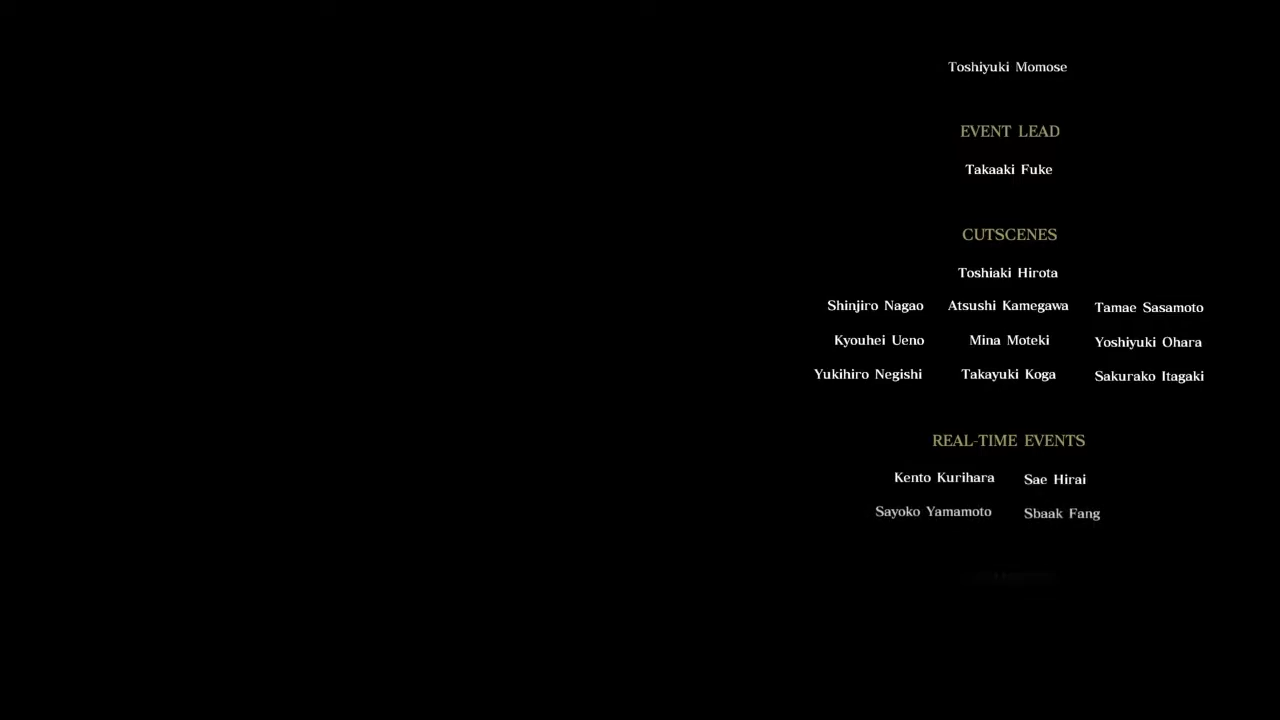 Toshiyuki Momose
EVENT LEAD
Takaaki Fuke
CUTSCENES
Toshiaki Hirota
Shinjiro Nagao Atsushi Kamegawa Tamae Sasamoto
Kyouhei Ueno Mina Moteki Yoshiyuki Ohara
Yukihiro Negishi Takayuki Koga Sakurako Itagaki
REAL-TIME EVENTS
Kento Kurihara Sae Hirai
Sayoko Yamamoto Sbaak Fang